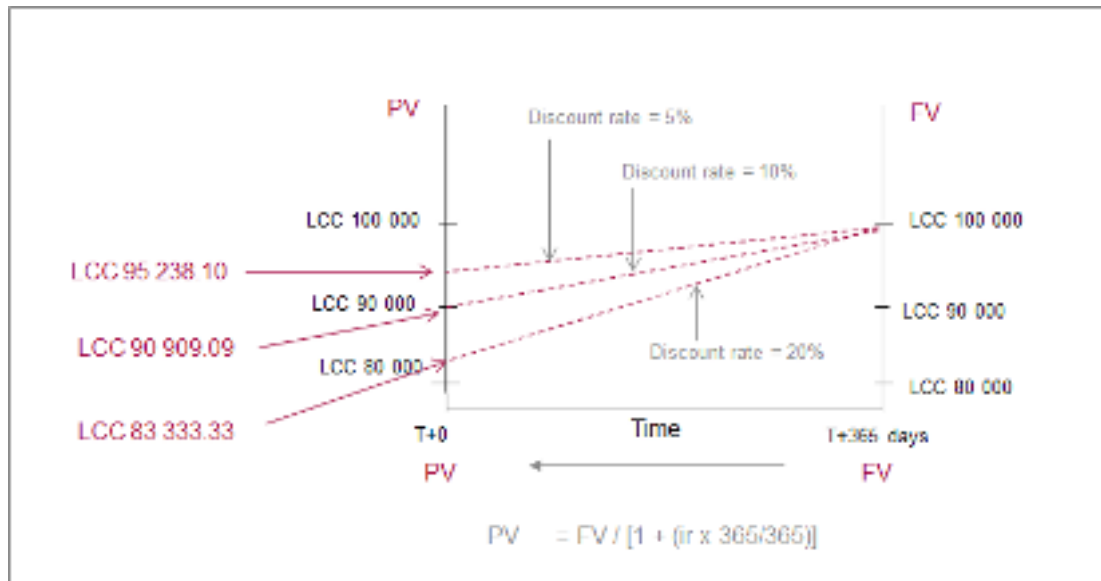 PV
FV
Discount rate = 5%
Discount rate = 10%
LCC 100 000
LCC 100 000
LCC 95 238.10
LCC 90 000
LCC 90 000
LCC 90 909.09
Discount rate = 20%
LCC 80 000
LCC 80 000
LCC 83 333.33
T+0
Time
T+365 days
PV
FV
PV = FV / [1 + (ir x 365/365)]